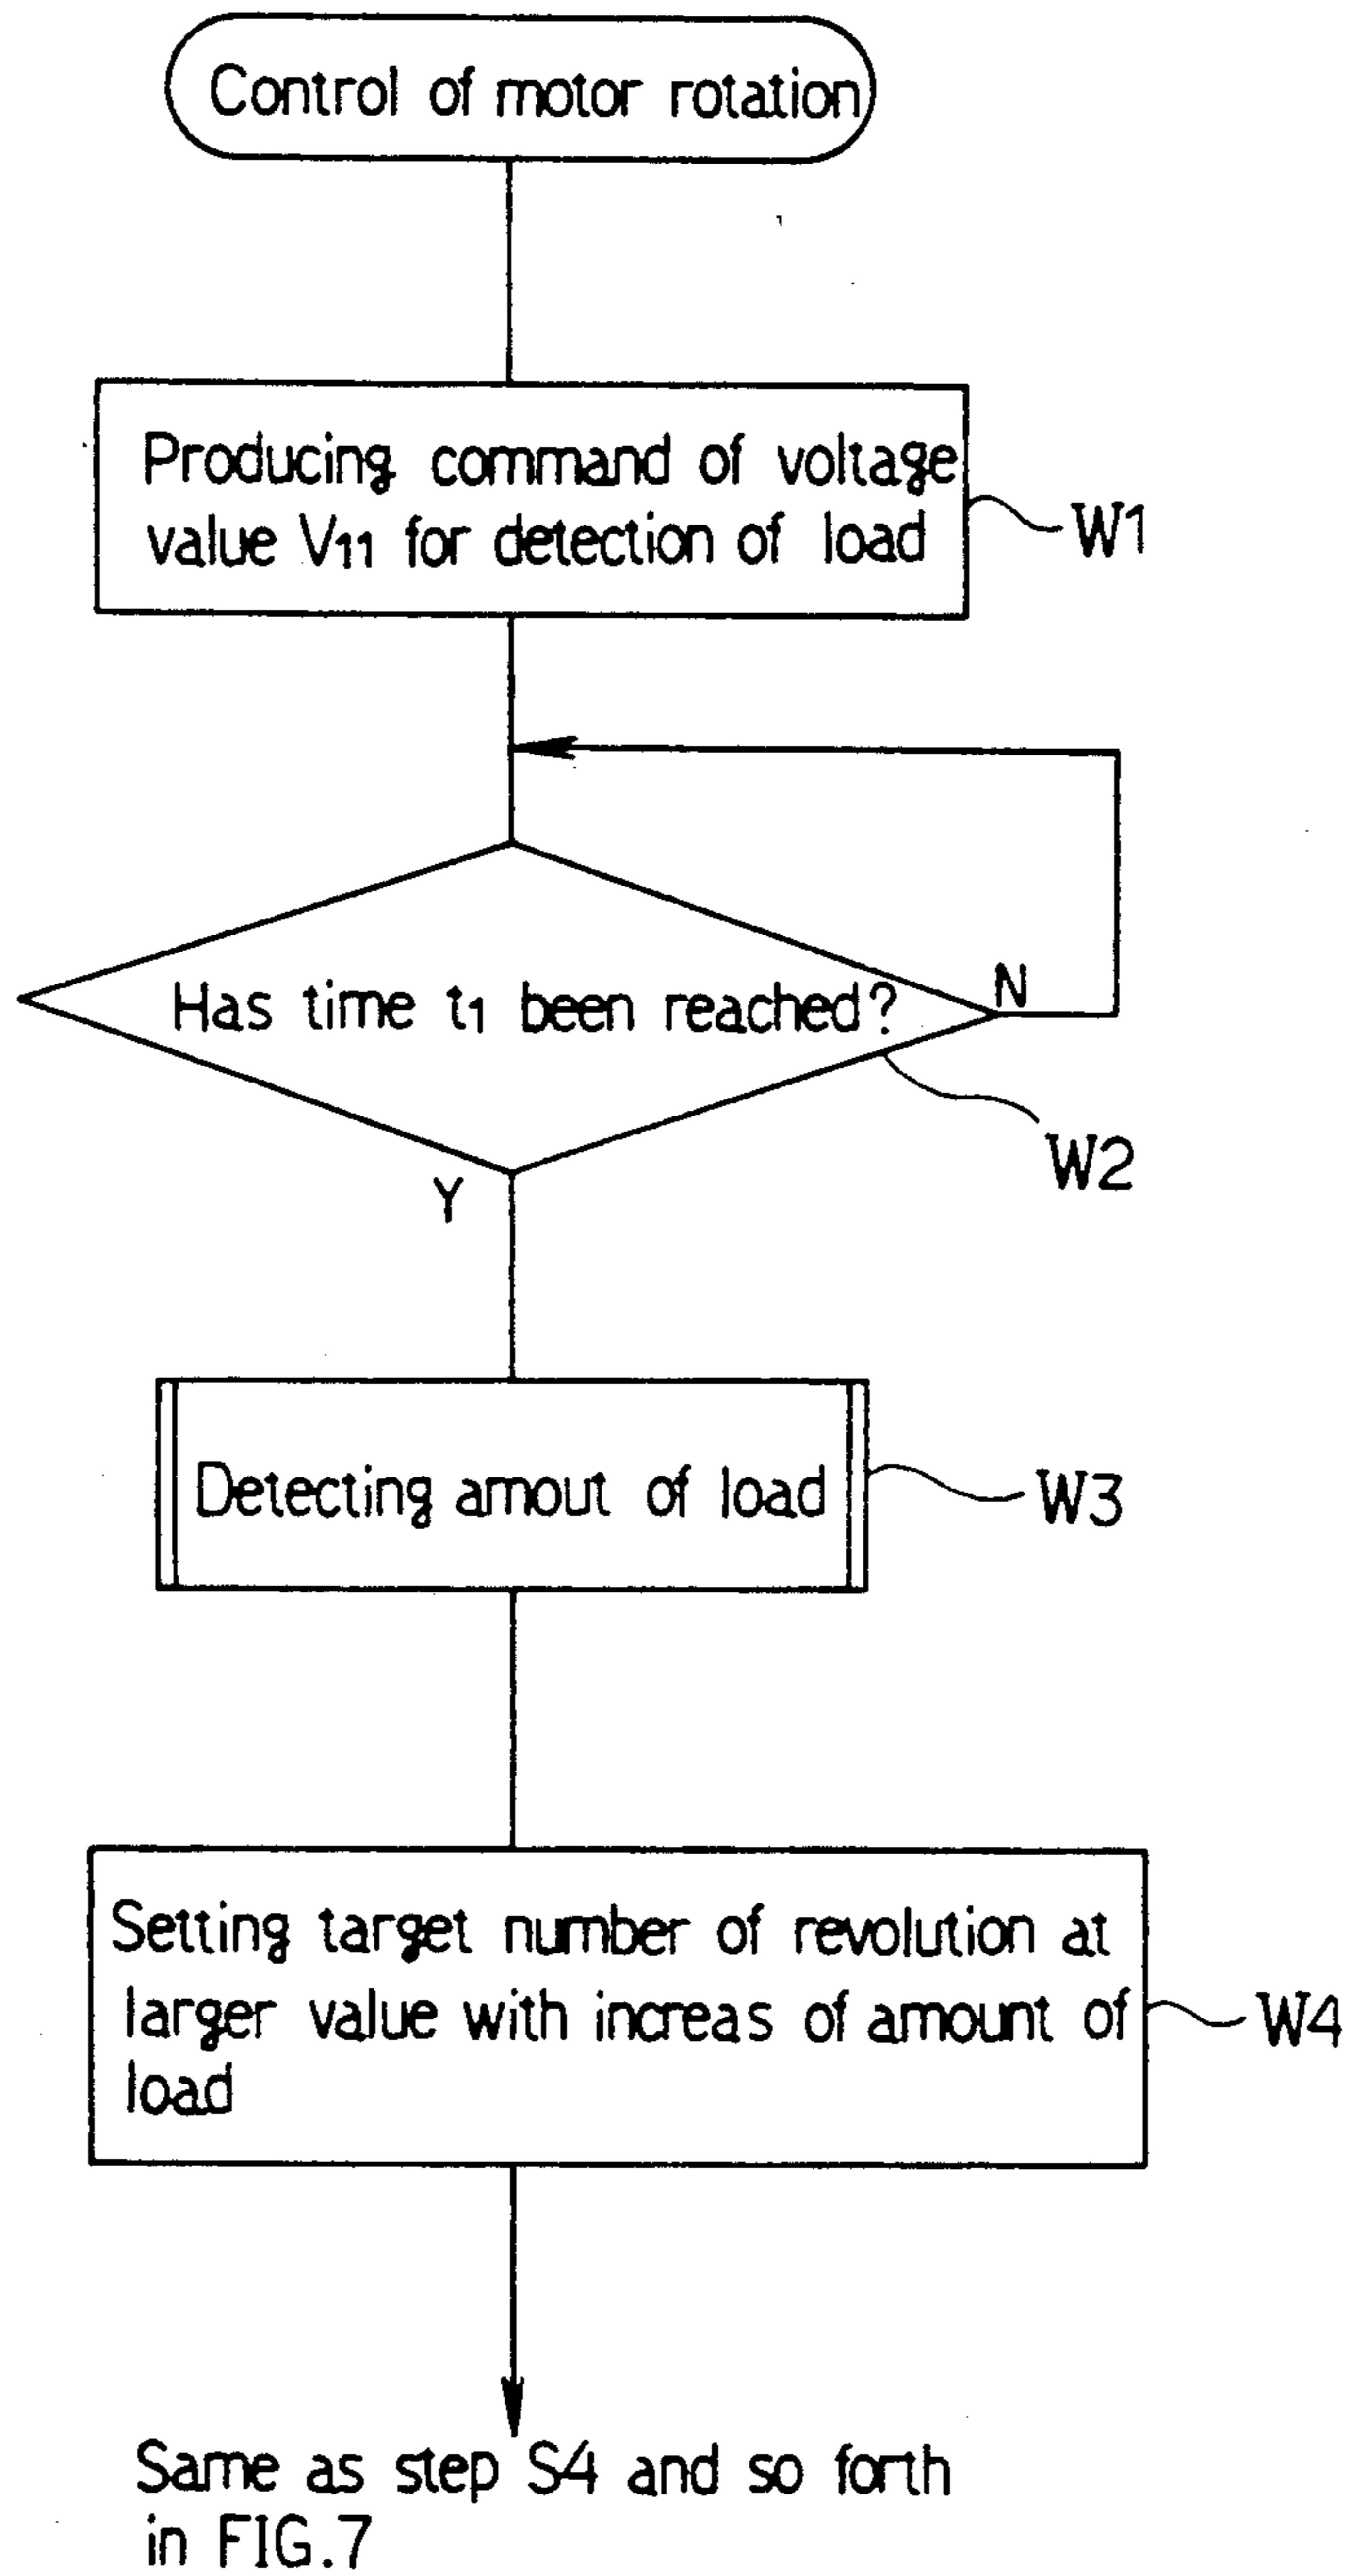 Control of motor rotation
Producing command of voltage
value V11 for detection of load
W1
Has time t1 been reached?
N
W2
Y
Detecting amout of load
W3
Setting target number of revolution at
larger value with increas of amount of
load
W4
Same as step S4 and so forth
in FIG.7